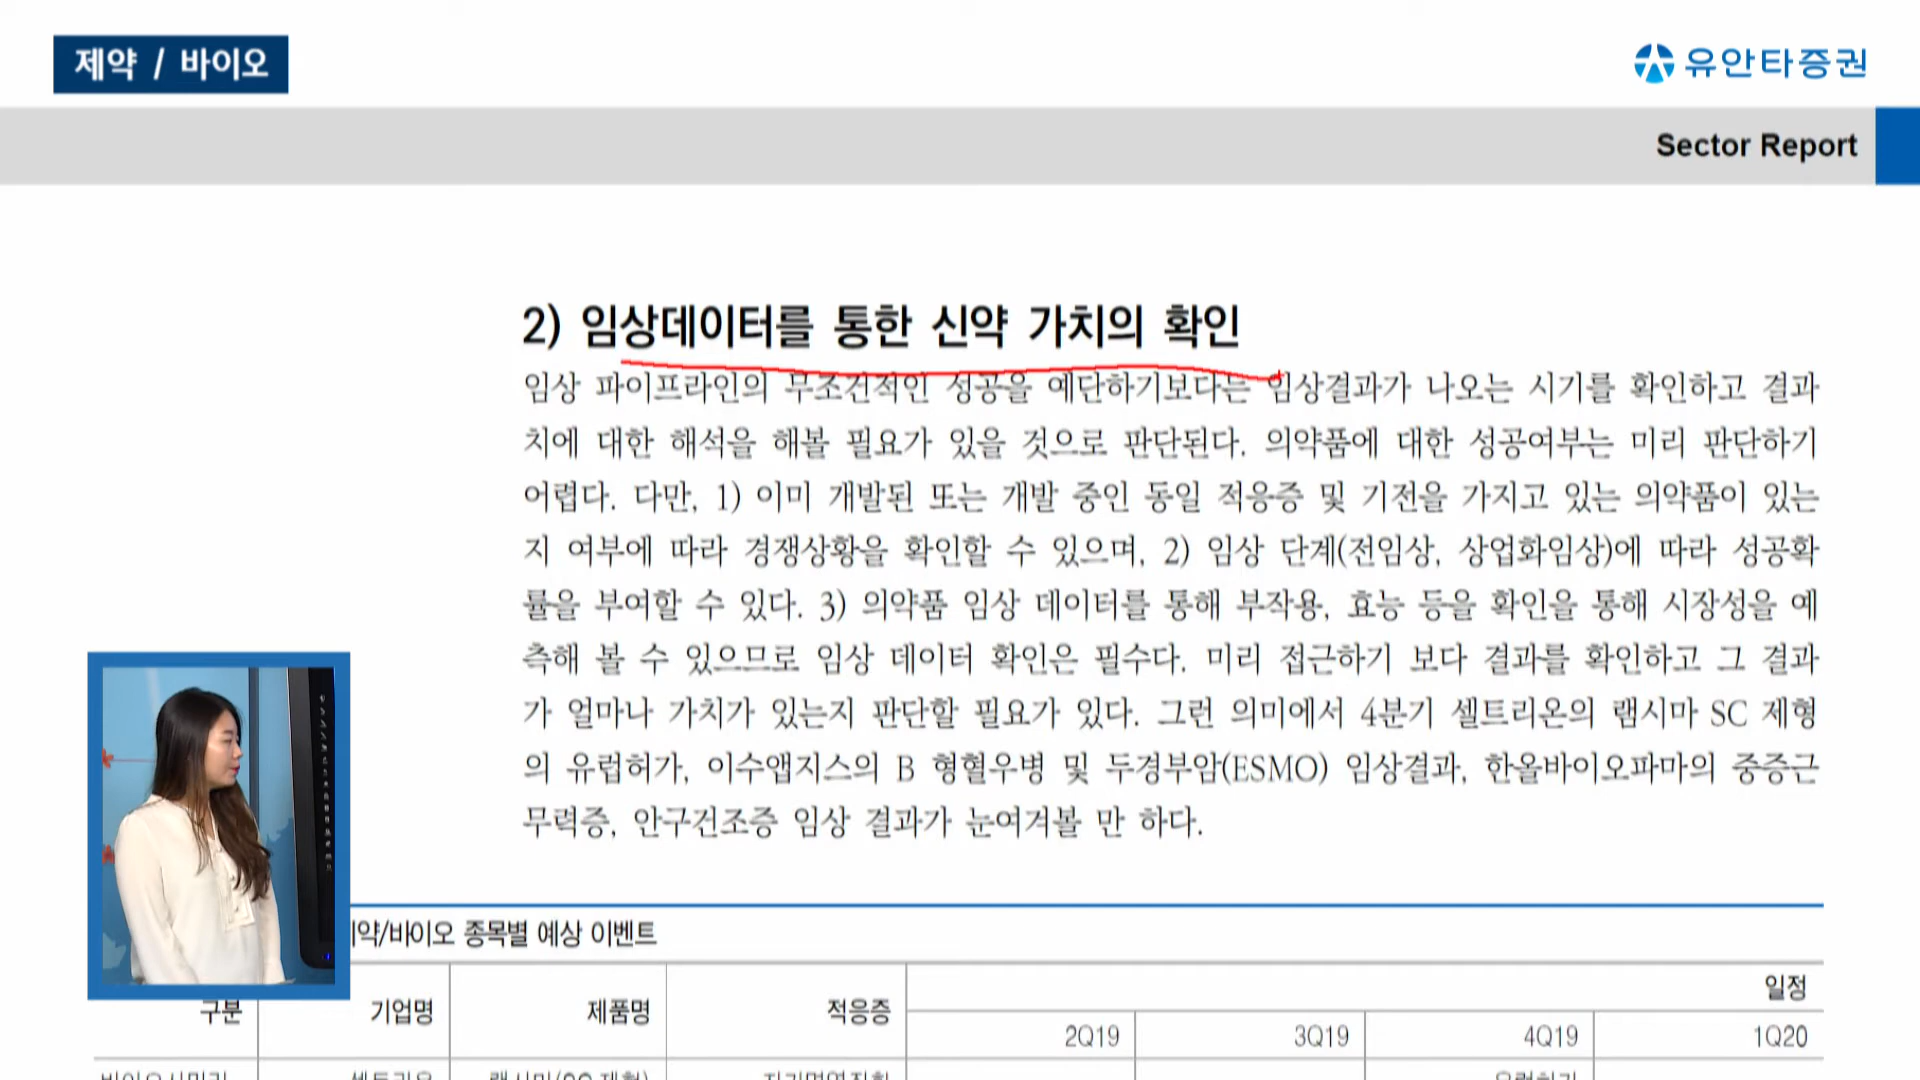 제약 / 바이오
유안타증권
Sector Report
2) 임상데이터를 통한 신약 가치의 확인
임상 파이프라인의 무조건적인 성공을 예단하기보다는 임상결과가 나오는 시기를 확인하고 결과
치에 대한 해석을 해볼 필요가 있을 것으로 판단된다. 의약품에 대한 성공여부는 미리 판단하기
어렵다. 다만, 1) 이미 개발된 또는 개발 중인 동일 적응증 및 기전을 가지고 있는 의약품이 있는
지 여부에 따라 경쟁상황을 확인할 수 있으며, 2) 임상 단계(전임상, 상업화임상)에 따라 성공확
률을 부여할 수 있다. 3) 의약품 임상 데이터를 통해 부작용, 효능 등을 확인을 통해 시장성을 예
측해 볼 수 있으므로 임상 데이터 확인은 필수다. 미리 접근하기 보다 결과를 확인하고 그 결과
가 얼마나 가치가 있는지 판단할 필요가 있다. 그런 의미에서 4분기 셀트리온의 램시마 SC 제형
의 유럽허가, 이수앱지스의 B 형혈우병 및 두경부암(ESMO) 임상결과, 한올바이오파마의 중증근
무력증, 안구건조증 임상 결과가 눈여겨볼 만 하다.
약/바이오 종목별 예상 이벤트
일정
구분 기업명 제품명 적응증
2Q19 3Q19 4Q19 1Q20